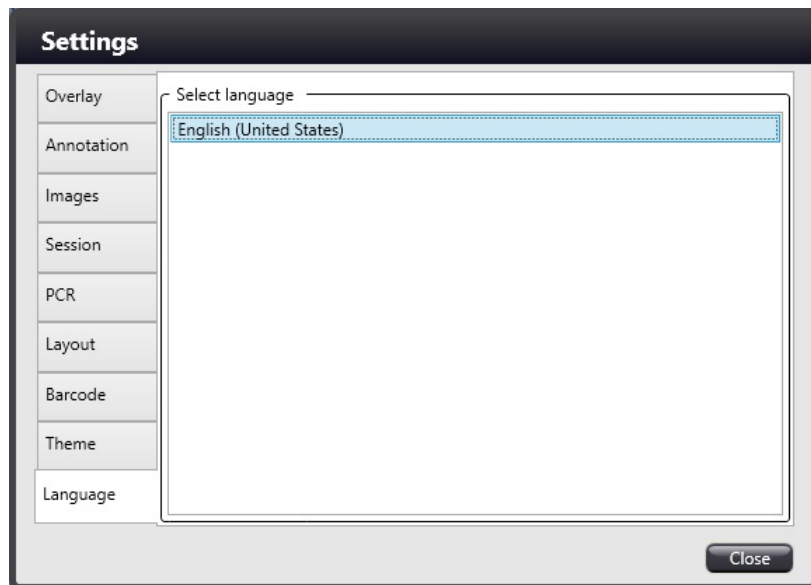 Settings
Overlay
Annotation
Images
Session
PCR
Layout
Barcode
Theme
Language
Select language
English (United States)
Close